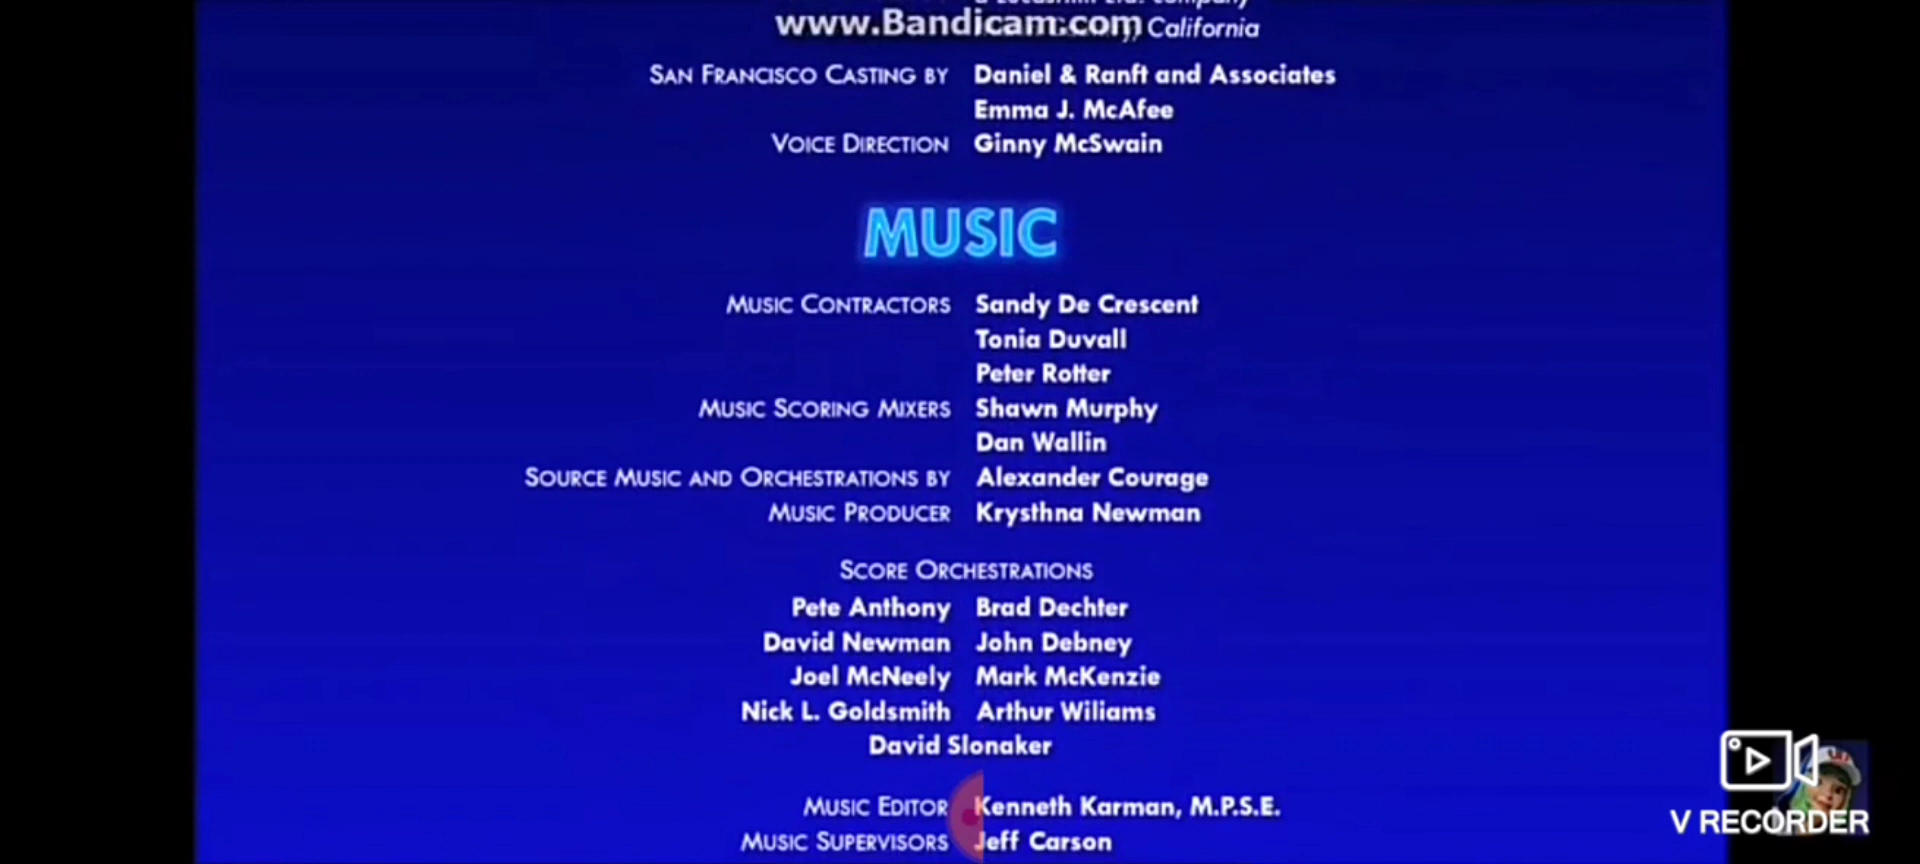 a Lucasfilm Ltd. company
www.Bandicam.com California
SAN FRANCISCO CASTING BY Daniel & Ranft and Associates
Emma J. McAfee
VOICE DIRECTION Ginny McSwain
MUSIC
MUSIC CONTRACTORS Sandy De Crescent
Tonia Duvall
Peter Rotter
MUSIC SCORING MIXERS Shawn Murphy
Dan Wallin
SOURCE MUSIC AND ORCHESTRATIONS BY Alexander Courage
MUSIC PRODUCER Krysthna Newman
SCORE ORCHESTRATIONS
Pete Anthony Brad Dechter
David Newman John Debney
Joel McNeely Mark McKenzie
Nick L. Goldsmith Arthur Wiliams
David Slonaker
MUSIC EDITOR Kenneth Karman, M.P.S.E.
MUSIC SUPERVISORS Jeff Carson
V RECORDER